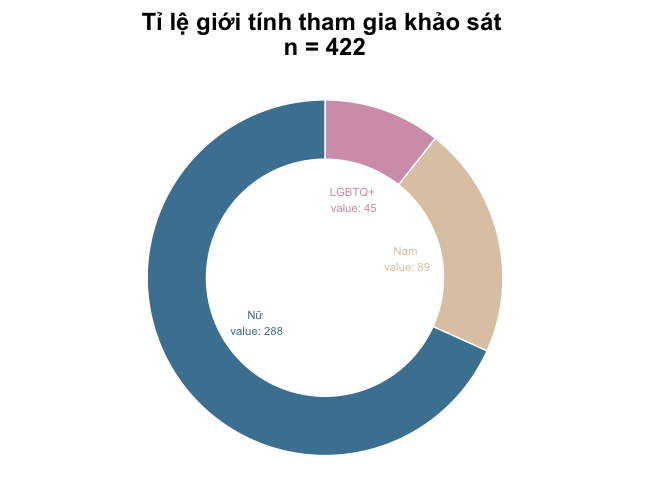 Tỉ lệ giới tính tham gia khảo sát
n = 422
LGBTQ+
value: 45
Nam
value: 89
Nữ
value: 288